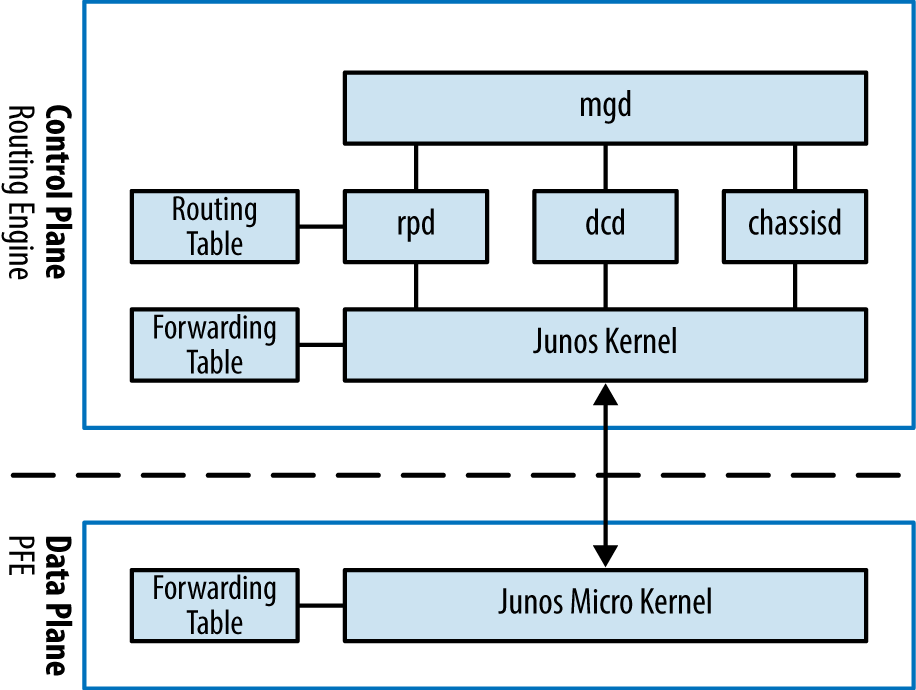 Control Plane
Routing Engine
mgd
Routing
Table
rpd
dcd
chassisd
Forwarding
Table
Junos Kernel
Data Plane
PFE
Forwarding
Table
Junos Micro Kernel